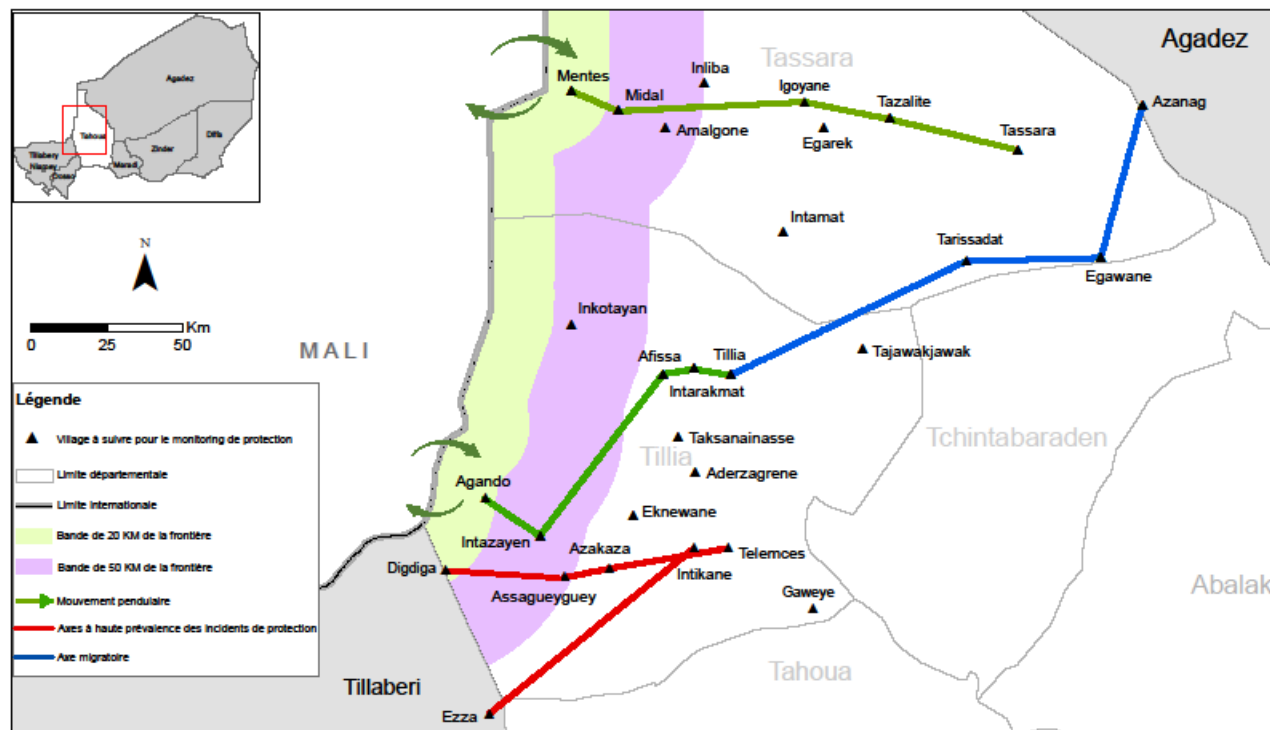 Agadez
Tahoua
Tillabery
Niamey
Dosso
Maradi
Zinder
Diffa
N
Km
0 25 50
MALI
Tassara
Agadez
Inliba
Mentes
Midal
Igoyane
Azanag
Tazalite
Amalgone
Egarek
Tassara
Intamat
Tarissadat
Egawane
Inkotayan
Afissa
Tillia
Tajawakjawak
Intarakmat
Taksanainasse
Tillia
Tchintabaraden
Aderzagrene
Agando
Eknewane
Intazayen
Azakaza
Telemces
Digdiga
Intikane
Assagueyguey
Gaweye
Abalak
Tahoua
Tillaberi
Ezza
Légende
Village à suivre pour le monitoring de protection
Limite départementale
Limite internationale
Bande de 20 KM de la frontière
Bande de 50 KM de la frontière
Mouvement pendulaire
Axes à haute prévalence des incidents de protection
Axe migratoire